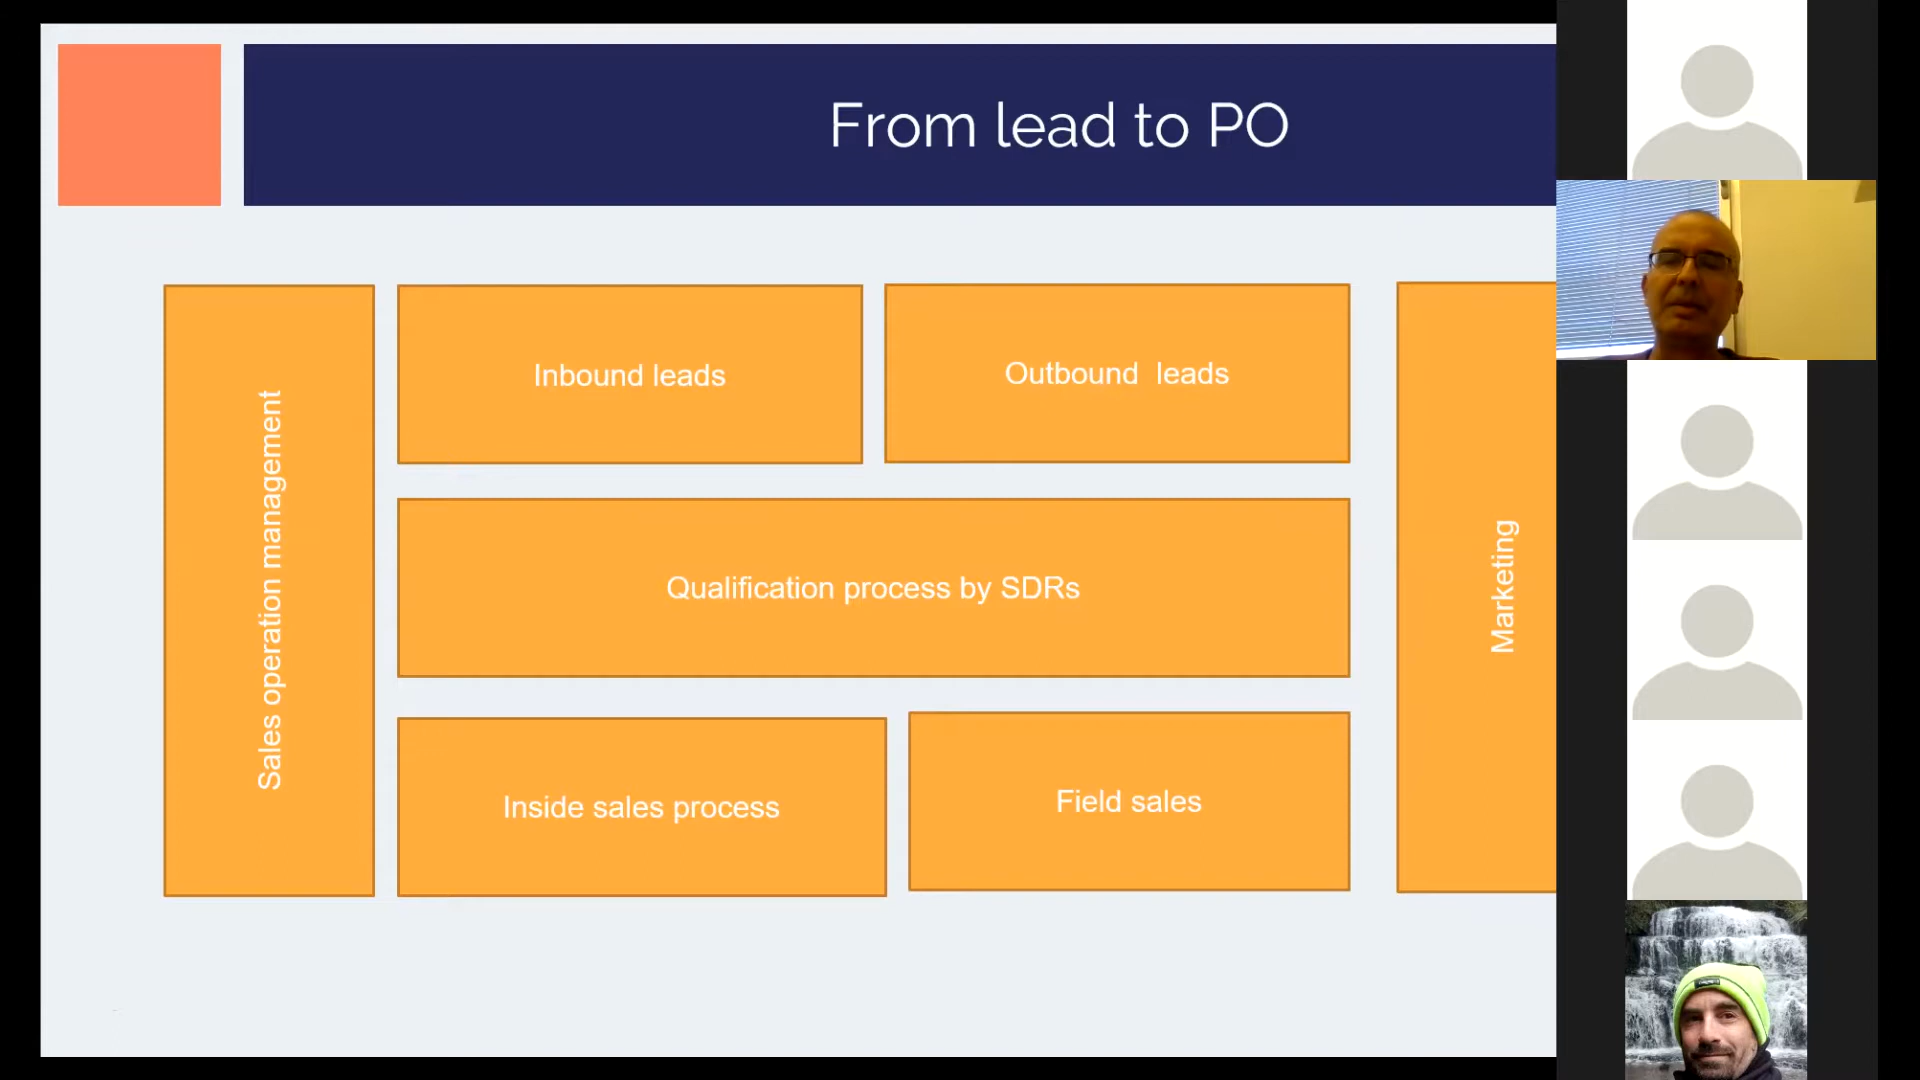 From lead to PO
Sales operation management
Inbound leads
Outbound  leads
Qualification process by SDRs
Inside sales process
Field sales
Marketing